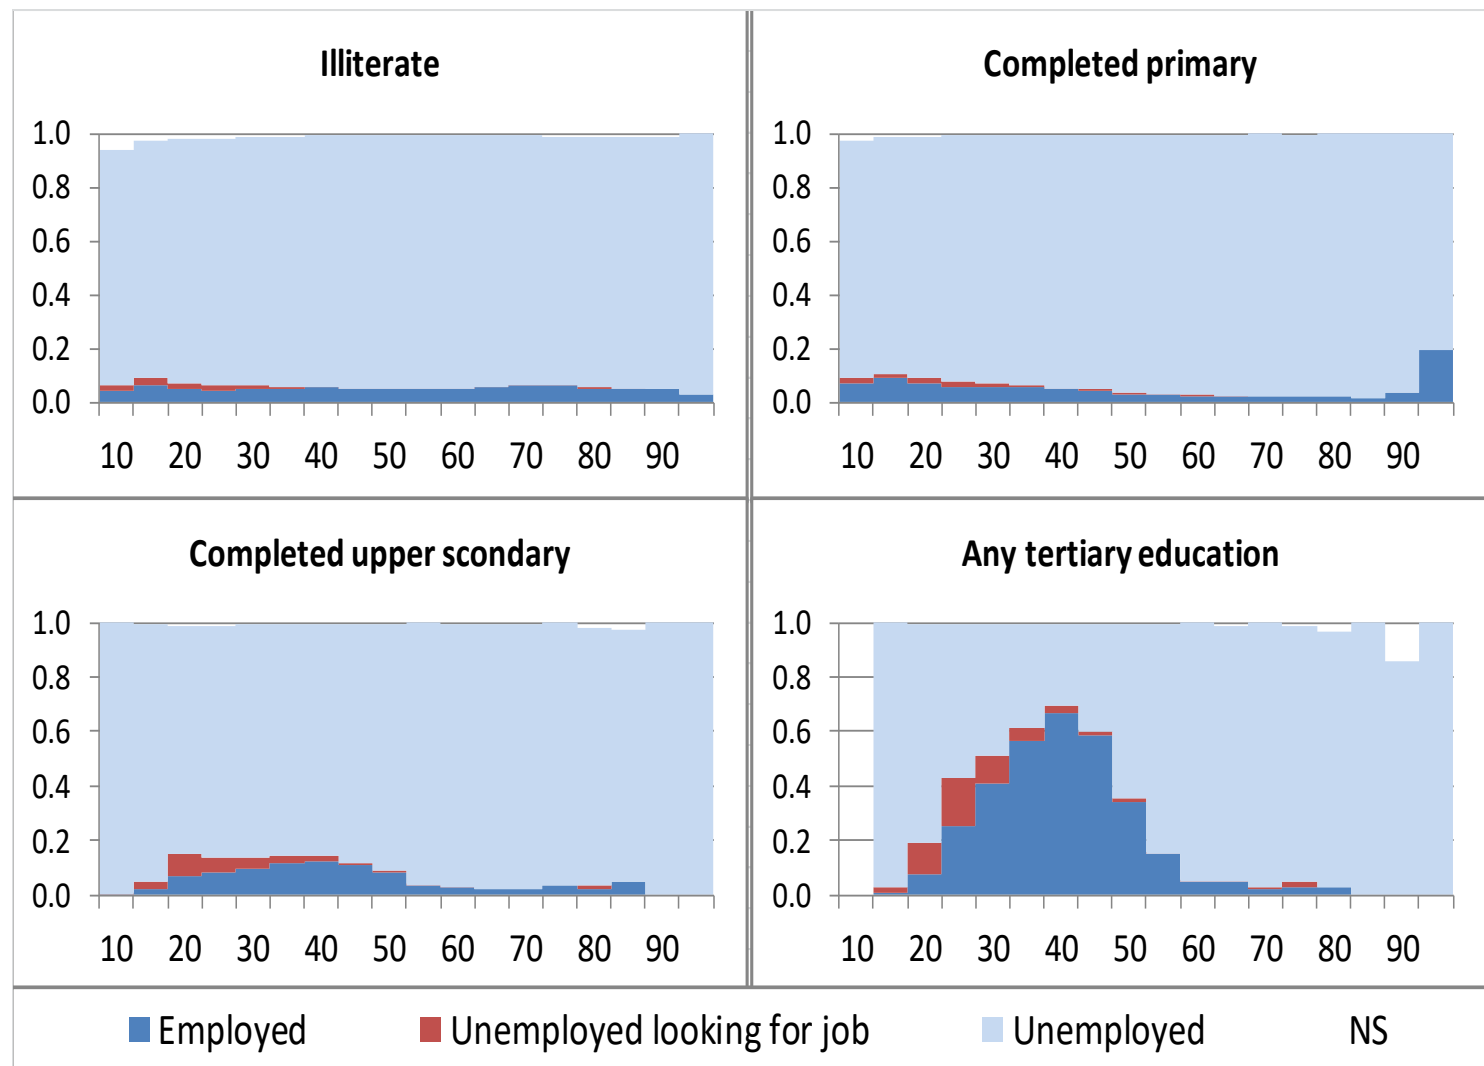 Illiterate
1.0
0.8
0.6
0.4
0.2
0.0
10 20 30 40 50 60 70 80 90
Completed primary
1.0
0.8
0.6
0.4
0.2
0.0
10 20 30 40 50 60 70 80 90
Completed upper scondary
1.0
0.8
0.6
0.4
0.2
0.0
10 20 30 40 50 60 70 80 90
Any tertiary education
1.0
0.8
0.6
0.4
0.2
0.0
10 20 30 40 50 60 70 80 90
Employed Unemployed looking for job Unemployed NS